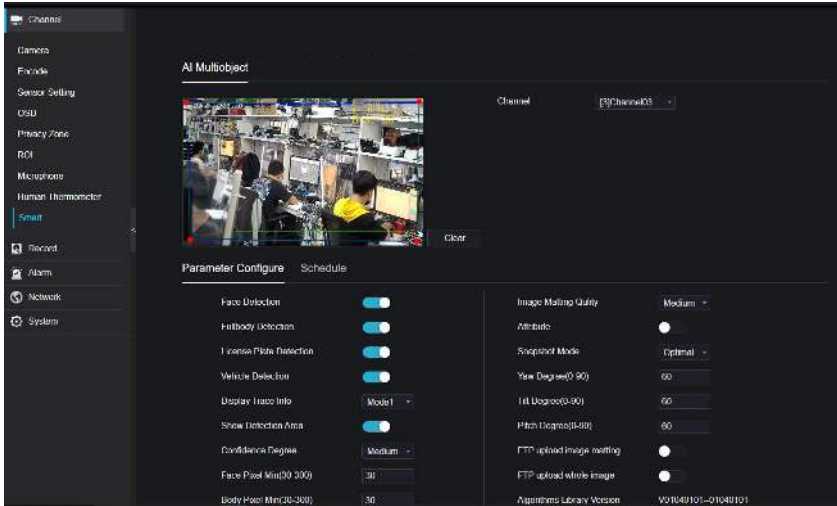 Channel
Camera
Encode
Sensor Setting
OSD
Privacy Zone
ROI
Microphone
Human Thermometer
Smart
Record
Alarm
Network
System
AI Multiobject
Channel [3]Channel03
Clear
Parameter Configure Schedule
Face Detection
Fullbody Detection
License Plate Detection
Vehicle Detection
Display Trace Info Mode1
Show Detection Area
Confidence Degree Medium
Face Pixel Min(30-300) 30
Body Pixel Min(30-300) 30
Image Matting Qulity Medium
Attribute
Snapshot Mode Optimal
Yaw Degree(0-90) 60
Tilt Degree(0-90) 60
Pitch Degree(0-90) 60
FTP upload image matting
FTP upload whole image
Algorithms Library Version V01040101-01040101